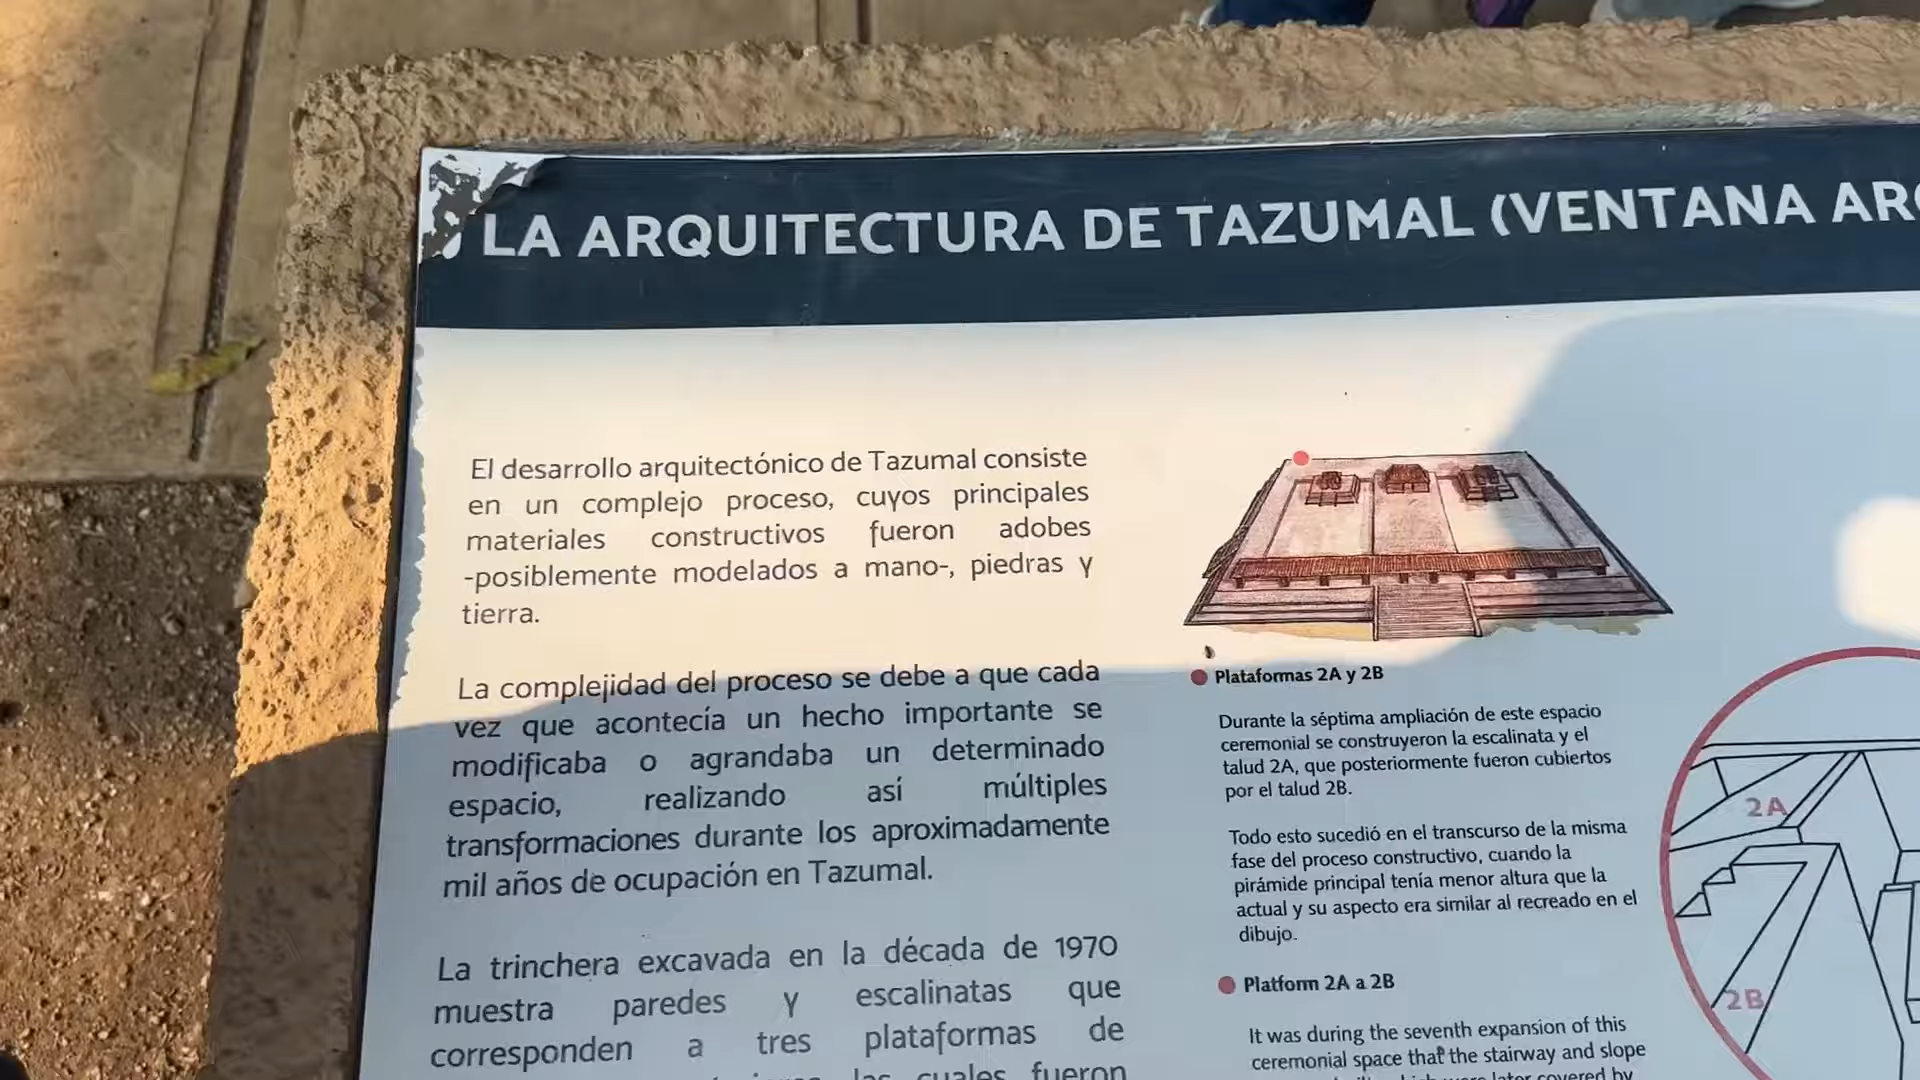 LA ARQUITECTURA DE TAZUMAL (VENTANA
El desarrollo arquitectónico de Tazumal consiste
en un complejo proceso, cuyos principales
materiales constructivos fueron adobes
-posiblemente modelados a mano-, piedras y
tierra.
La complejidad del proceso se debe a que cada
vez que acontecía un hecho importante se
modificaba o agrandaba un determinado
espacio, realizando así múltiples
transformaciones durante los aproximadamente
mil años de ocupación en Tazumal.
La trinchera excavada en la década de 1970
muestra paredes y escalinatas que
corresponden a tres plataformas de
las cuales fueron
Plataformas 2A y 2B
Durante la séptima ampliación de este espacio
ceremonial se construyeron la escalinata y el
talud 2A, que posteriormente fueron cubiertos
por el talud 2B.
Todo esto sucedió en el transcurso de la misma
fase del proceso constructivo, cuando la
pirámide principal tenía menor altura que la
actual y su aspecto era similar al recreado en el
dibujo.
Platform 2A a 2B
It was during the seventh expansion of this
ceremonial space that the stairway and slope
later covered by
2A
2B